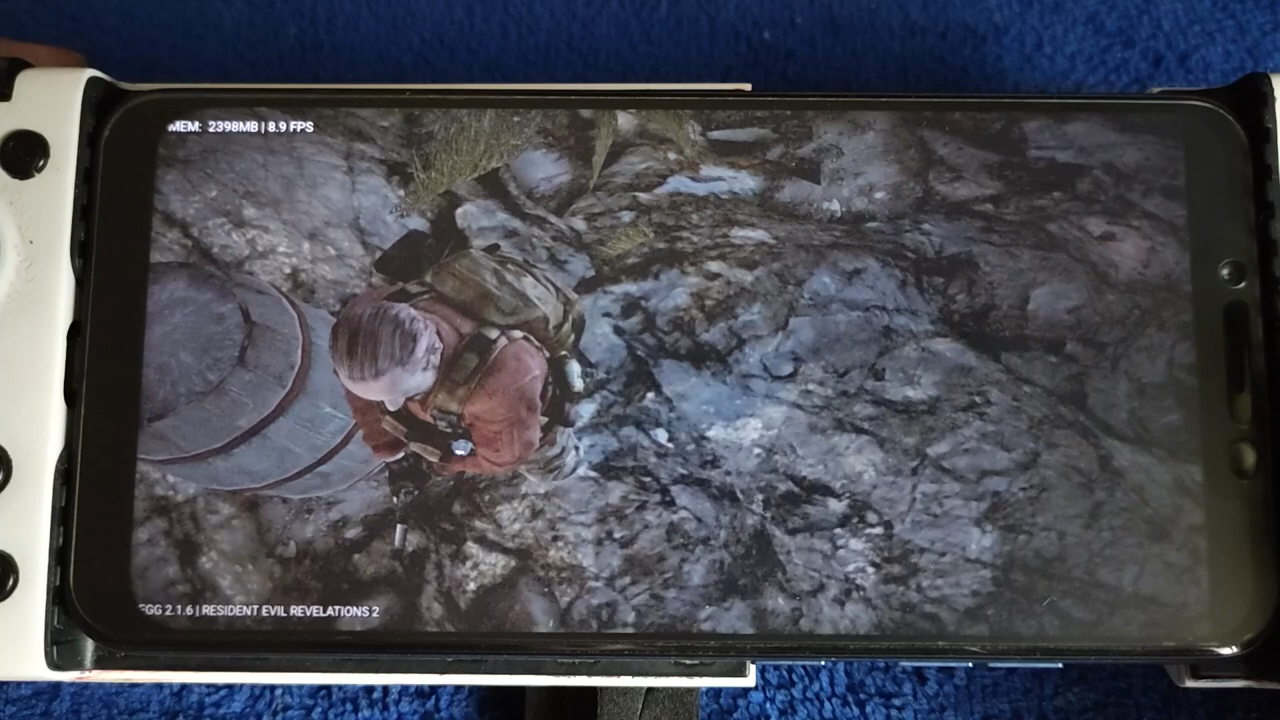 MEM: 2398MB | 8.9 FPS
EGG 2.1.6 | RESIDENT EVIL REVELATIONS 2